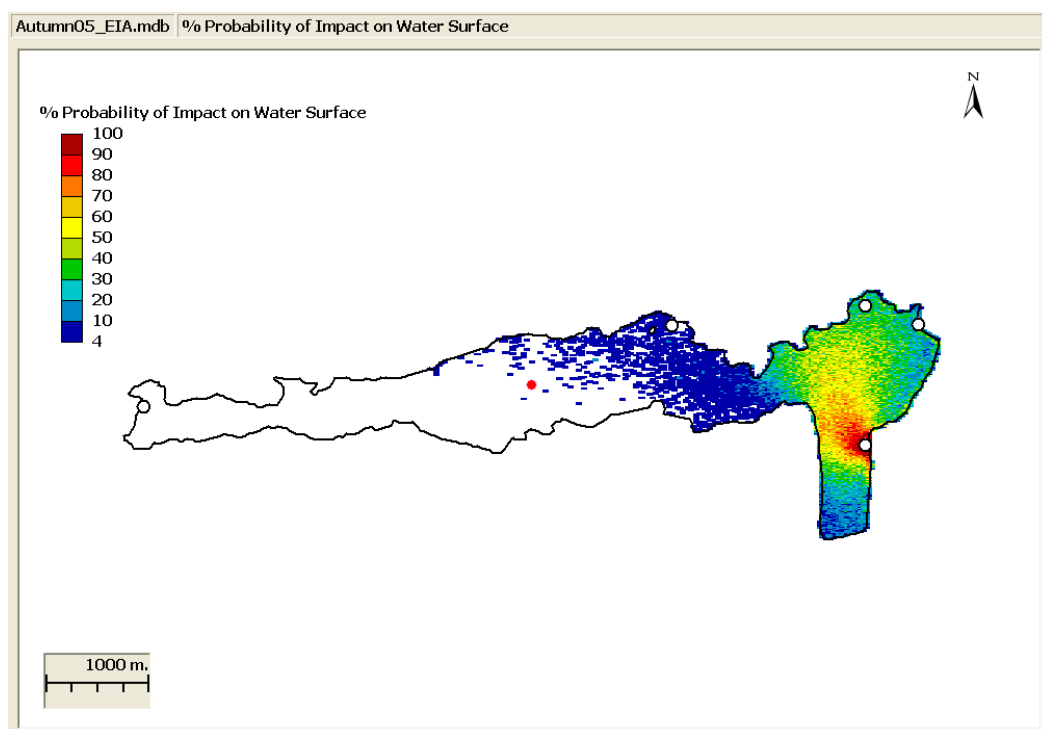 Autumn05_EIA.mdb % Probability of Impact on Water Surface
N
% Probability of Impact on Water Surface
100
90
80
70
60
50
40
30
20
10
4
1000 m.